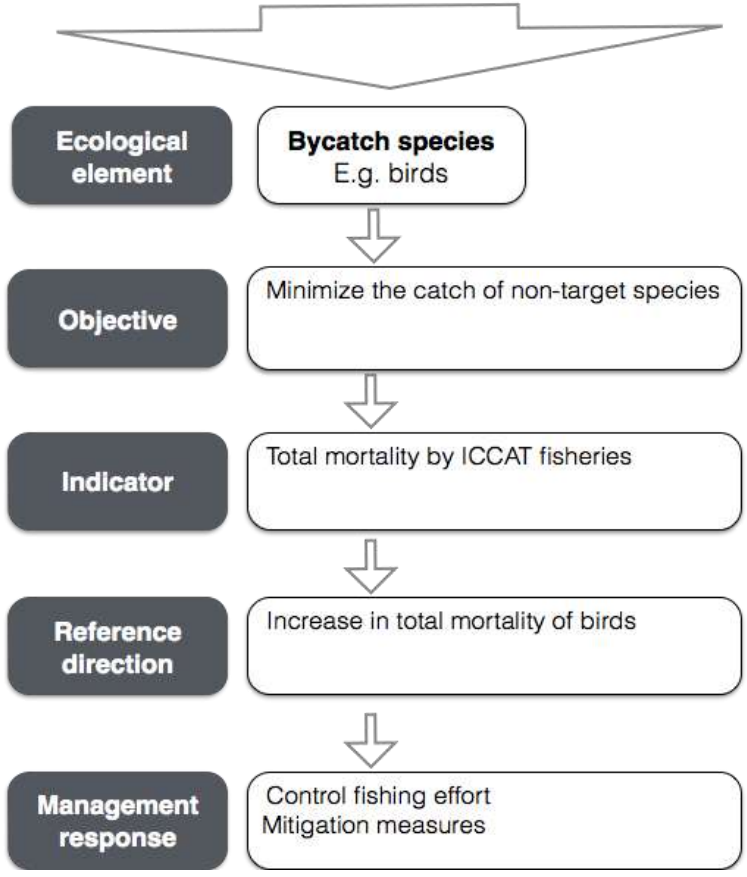 Ecological
element
Bycatch species
E.g. birds
Objective
Minimize the catch of non-target species
Indicator
Total mortality by ICCAT fisheries
Reference
direction
Increase in total mortality of birds
Management
response
Control fishing effort
Mitigation measures